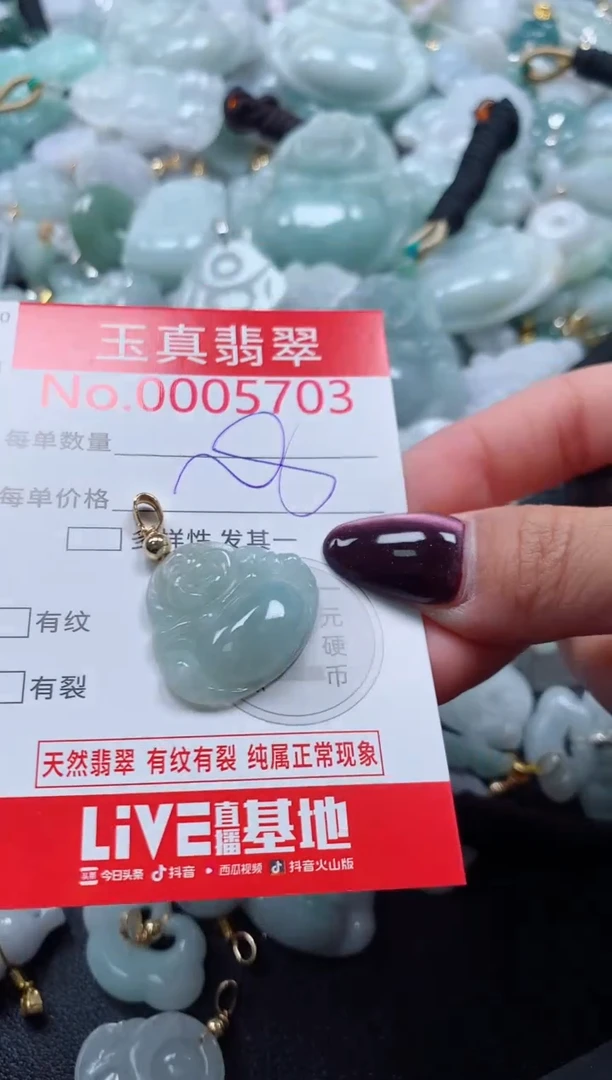 玉真翡翠
No.0005703
每单数量
每单价格
多样性 发其一
一元硬币
有纹
有裂
天然翡翠 有纹有裂 纯属正常现象
LiVE直播基地
今日头条 抖音 西瓜视频 抖音火山版